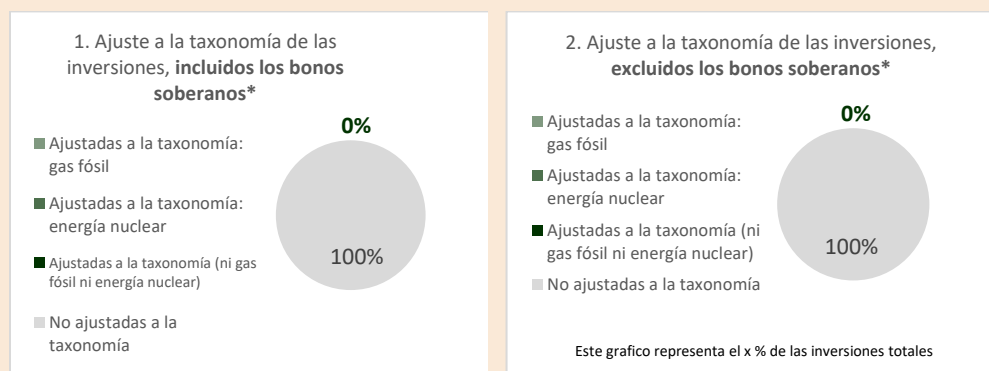 1. Ajuste a la taxonomía de las
inversiones, incluidos los bonos
soberanos*
0%
Ajustadas a la taxonomía:
gas fósil
Ajustadas a la taxonomía:
energía nuclear
Ajustadas a la taxonomía (ni gas
fósil ni energía nuclear)
No ajustadas a la
taxonomía
100%
2. Ajuste a la taxonomía de las inversiones,
excluidos los bonos soberanos*
0%
Ajustadas a la taxonomía:
gas fósil
Ajustadas a la taxonomía:
energía nuclear
Ajustadas a la taxonomía (ni
gas fósil ni energía nuclear)
No ajustadas a la taxonomía
100%
Este grafico representa el x % de las inversiones totales